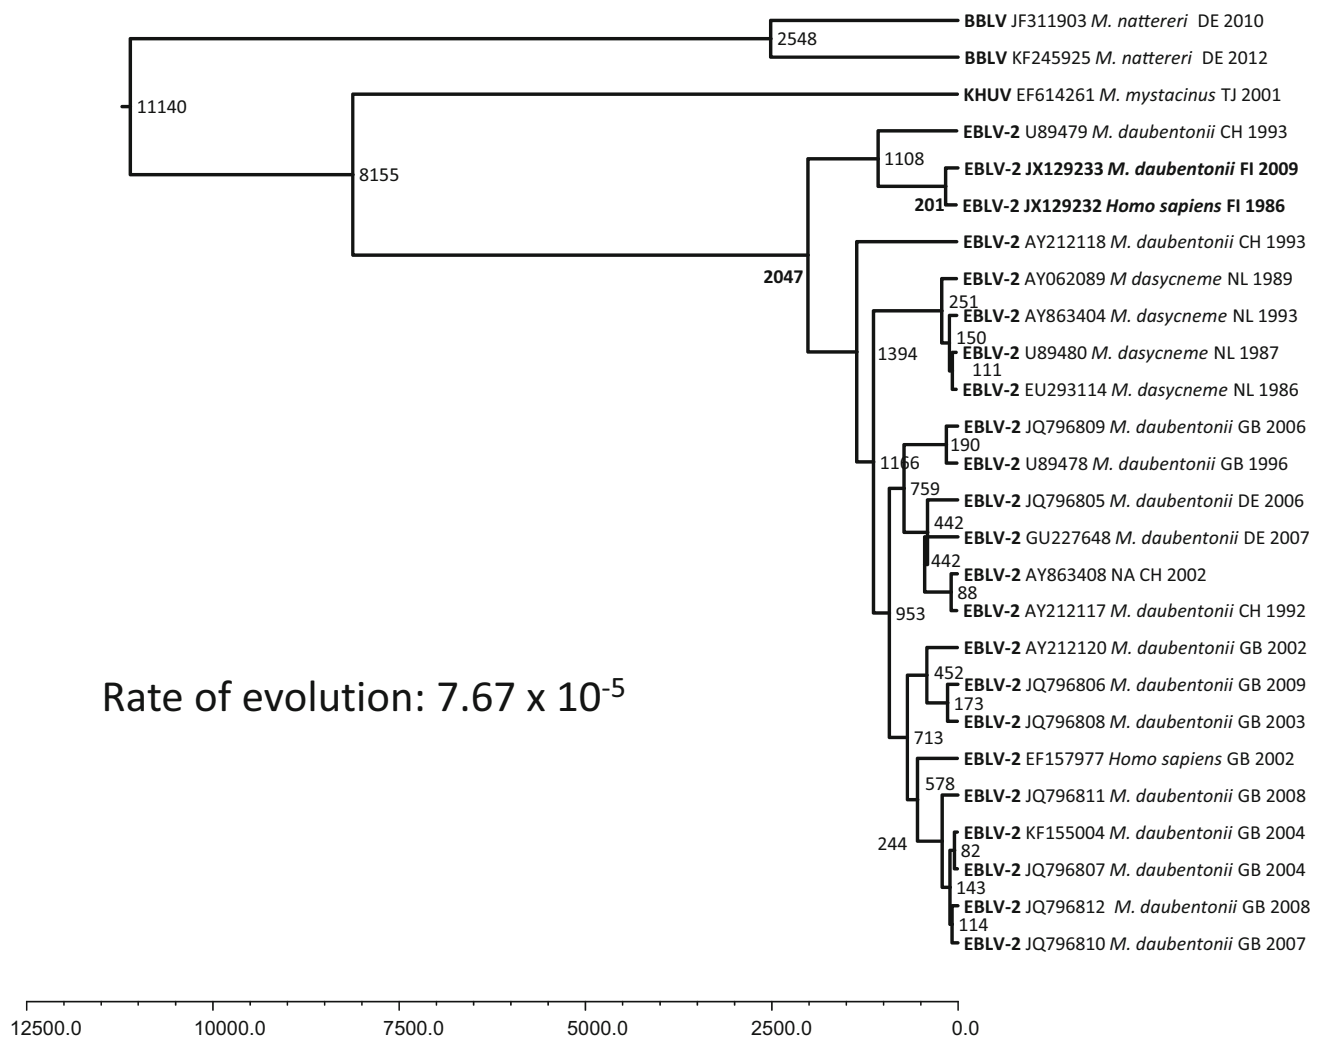 BBLV JF311903 M. nattereri DE 2010
2548
BBLV KF245925 M. nattereri DE 2012
KHUV EF614261 M. mystacinus TJ 2001
11140
EBLV-2 U89479 M. daubentonii CH 1993
1108
EBLV-2 JX129233 M. daubentonii FI 2009
8155
201
EBLV-2 JX129232 Homo sapiens FI 1986
EBLV-2 AY212118 M. daubentonii CH 1993
2047
EBLV-2 AY062089 M dasycneme NL 1989
251
EBLV-2 AY863404 M. dasycneme NL 1993
150
1394
EBLV-2 U89480 M. dasycneme NL 1987
111
EBLV-2 EU293114 M. dasycneme NL 1986
EBLV-2 JQ796809 M. daubentonii GB 2006
190
1166
EBLV-2 U89478 M. daubentonii GB 1996
759
EBLV-2 JQ796805 M. daubentonii DE 2006
442
EBLV-2 GU227648 M. daubentonii DE 2007
442
EBLV-2 AY863408 NA CH 2002
88
EBLV-2 AY212117 M. daubentonii CH 1992
953
EBLV-2 AY212120 M. daubentonii GB 2002
452
EBLV-2 JQ796806 M. daubentonii GB 2009
Rate of evolution: 7.67 x 10-5
173
EBLV-2 JQ796808 M. daubentonii GB 2003
713
EBLV-2 EF157977 Homo sapiens GB 2002
578
EBLV-2 JQ796811 M. daubentonii GB 2008
EBLV-2 KF155004 M. daubentonii GB 2004
244
82
EBLV-2 JQ796807 M. daubentonii GB 2004
143
EBLV-2 JQ796812 M. daubentonii GB 2008
114
EBLV-2 JQ796810 M. daubentonii GB 2007
12500.0 10000.0 7500.0 5000.0 2500.0 0.0